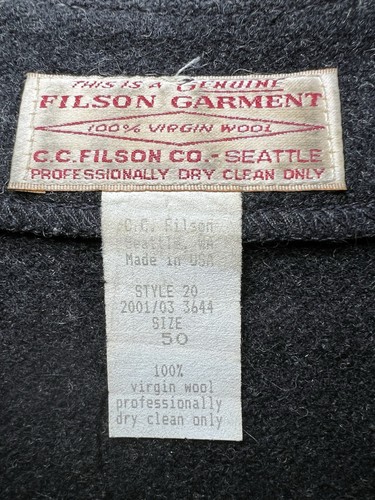 THIS IS A GENUINE
FILSON GARMENT
100% VIRGIN WOOL
C.C. FILSON CO.- SEATTLE
PROFESSIONALLY DRY CLEAN ONLY
C.C. Filson
Seattle, WA
Made in USA
STYLE 20
2001/03 3644
SIZE
50
100%
virgin wool
professionally
dry clean only